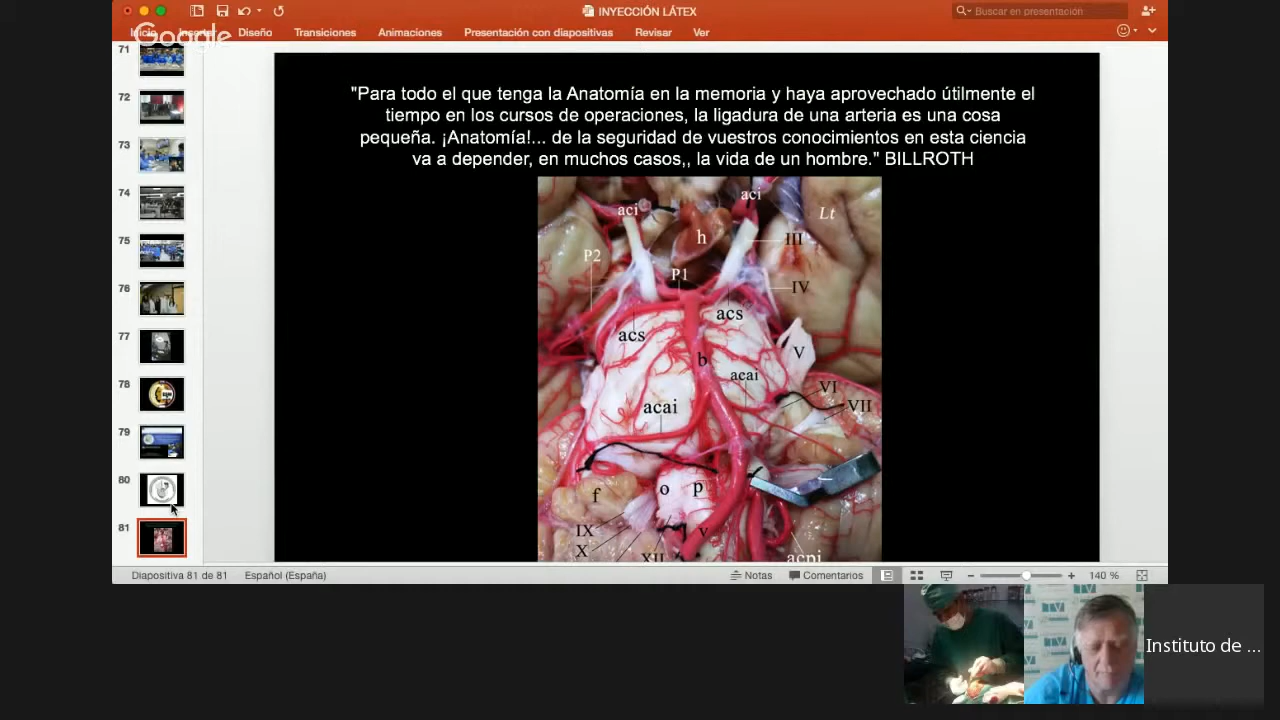 INYECCIÓN LÁTEX
Buscar en presentación
Google
Inicio Insertar Diseño Transiciones Animaciones Presentación con diapositivas Revisar Ver
71
72
73
74
75
76
77
78
79
80
81
"Para todo el que tenga la Anatomía en la memoria y haya aprovechado útilmente el
tiempo en los cursos de operaciones, la ligadura de una arteria es una cosa
pequeña. ¡Anatomía!... de la seguridad de vuestros conocimientos en esta ciencia
va a depender, en muchos casos,, la vida de un hombre." BILLROTH
aci
aci
Lt
h
III
P2
P1
IV
acs
acs
V
b
acai
VI
acai
VII
f
o
p
IX
v
X
XII
acpi
Diapositiva 81 de 81
Español (España)
Notas
Comentarios
140 %
Instituto de ...